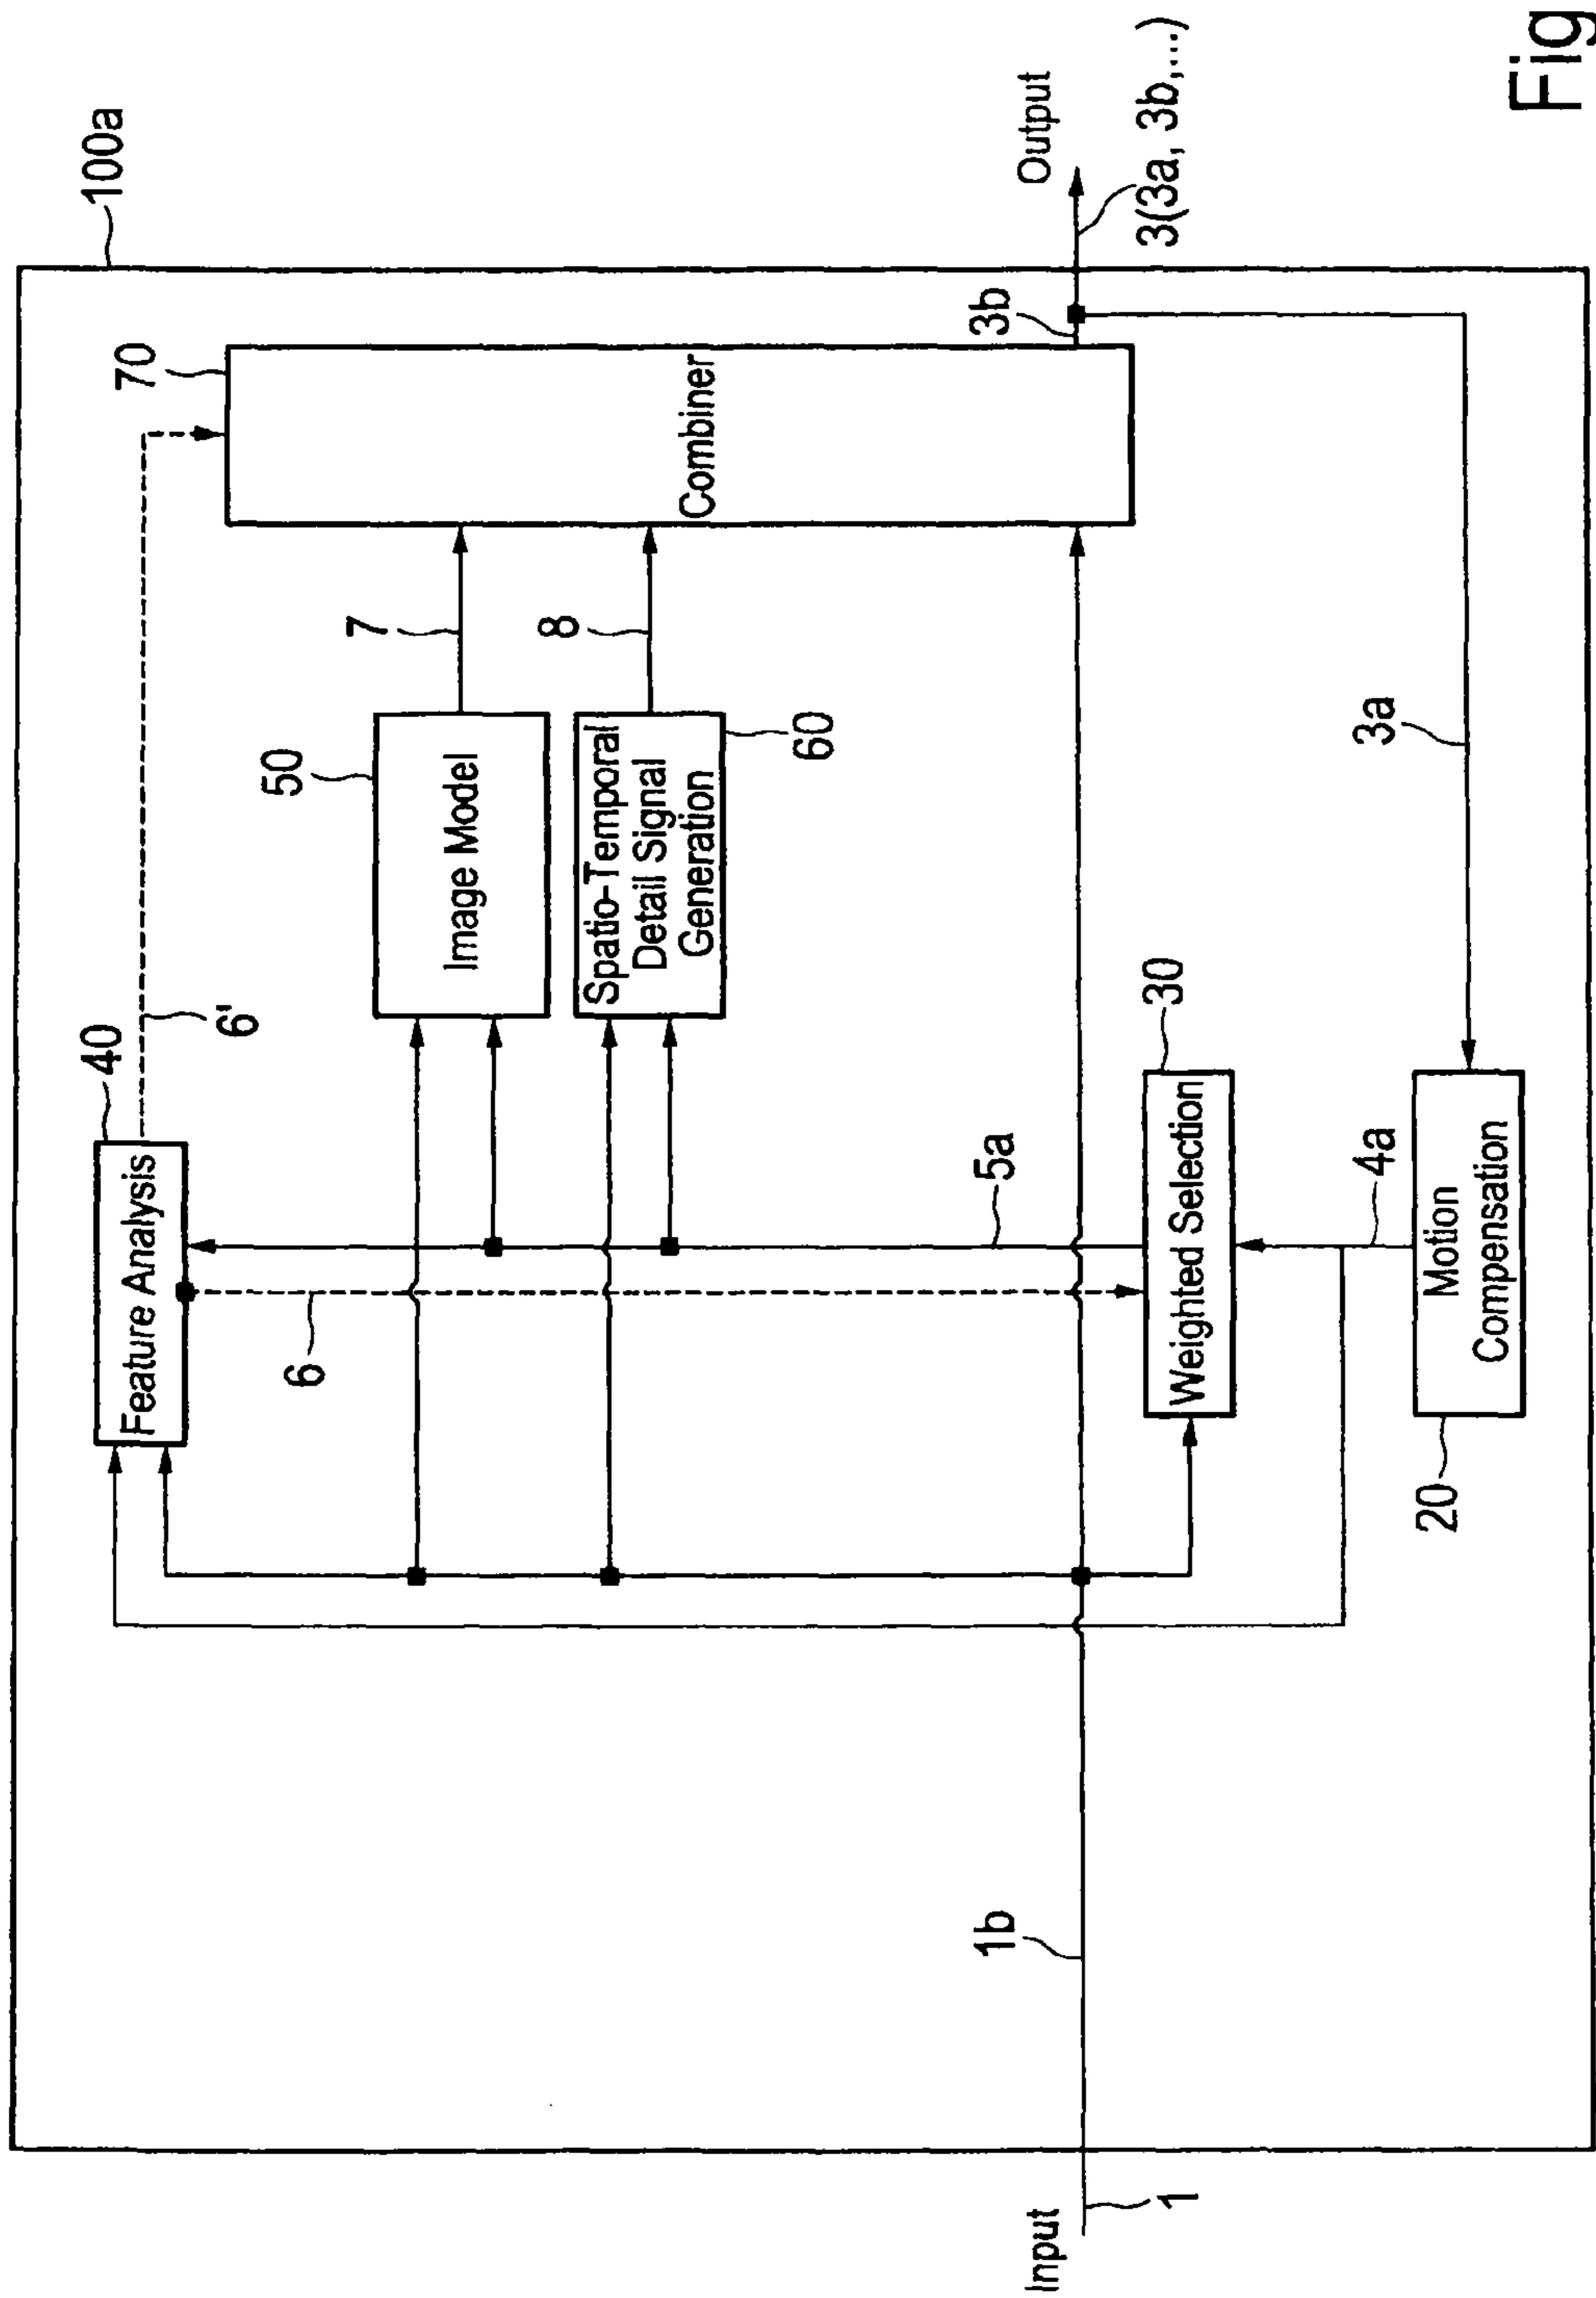 100a
70
40
6'
Feature Analysis
50
7
Image Model
Combiner
8
Spatio-Temporal
Detail Signal
Generation
60
6
5a
3b
Output
3(3a, 3b,...)
Input
1
1b
30
Weighted Selection
4a
3a
Motion
Compensation
20
Fig